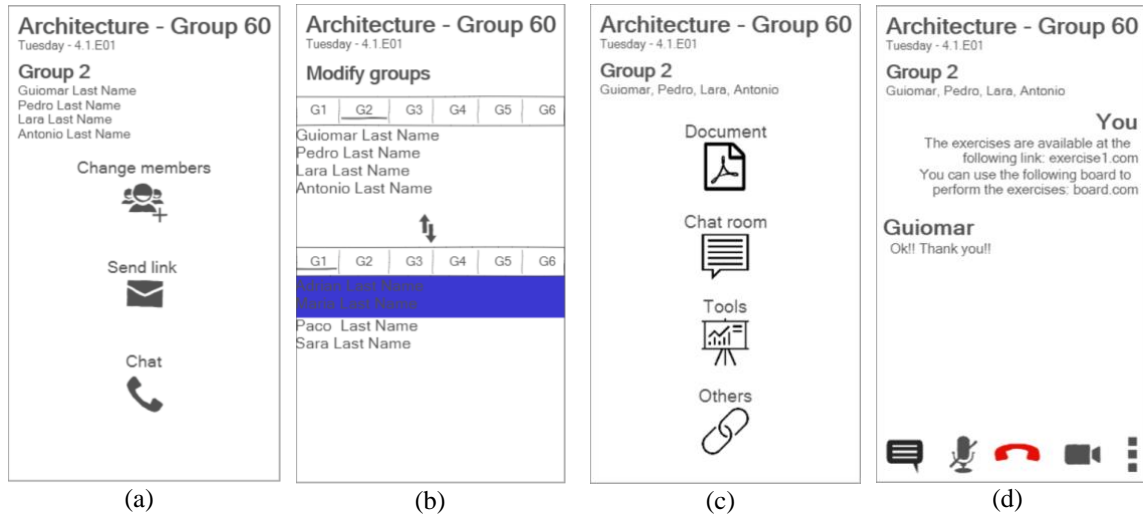 Architecture - Group 60
Tuesday - 4.1.E01
Group 2
Guiomar Last Name
Pedro Last Name
Lara Last Name
Antonio Last Name
Change members
Send link
Chat
(a)
Architecture - Group 60
Tuesday - 4.1.E01
Modify groups
G1 G2 G3 G4 G5 G6
Guiomar Last Name
Pedro Last Name
Lara Last Name
Antonio Last Name
G1 G2 G3 G4 G5 G6
Adrian Last Name
Maria Last Name
Paco Last Name
Sara Last Name
(b)
Architecture - Group 60
Tuesday - 4.1.E01
Group 2
Guiomar, Pedro, Lara, Antonio
Document
Chat room
Tools
Others
(c)
Architecture - Group 60
Tuesday - 4.1.E01
Group 2
Guiomar, Pedro, Lara, Antonio
You
The exercises are available at the
following link: exercise1.com
You can use the following board to
perform the exercises: board.com
Guiomar
Ok!! Thank you!!
(d)